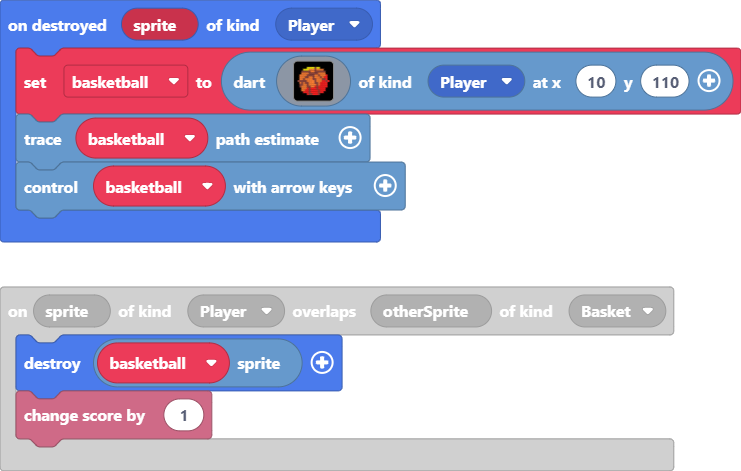 on destroyed sprite of kind Player
set basketball to dart of kind Player at x 10 y 110
trace basketball path estimate
control basketball with arrow keys
on sprite of kind Player overlaps otherSprite of kind Basket
destroy basketball sprite
change score by 1